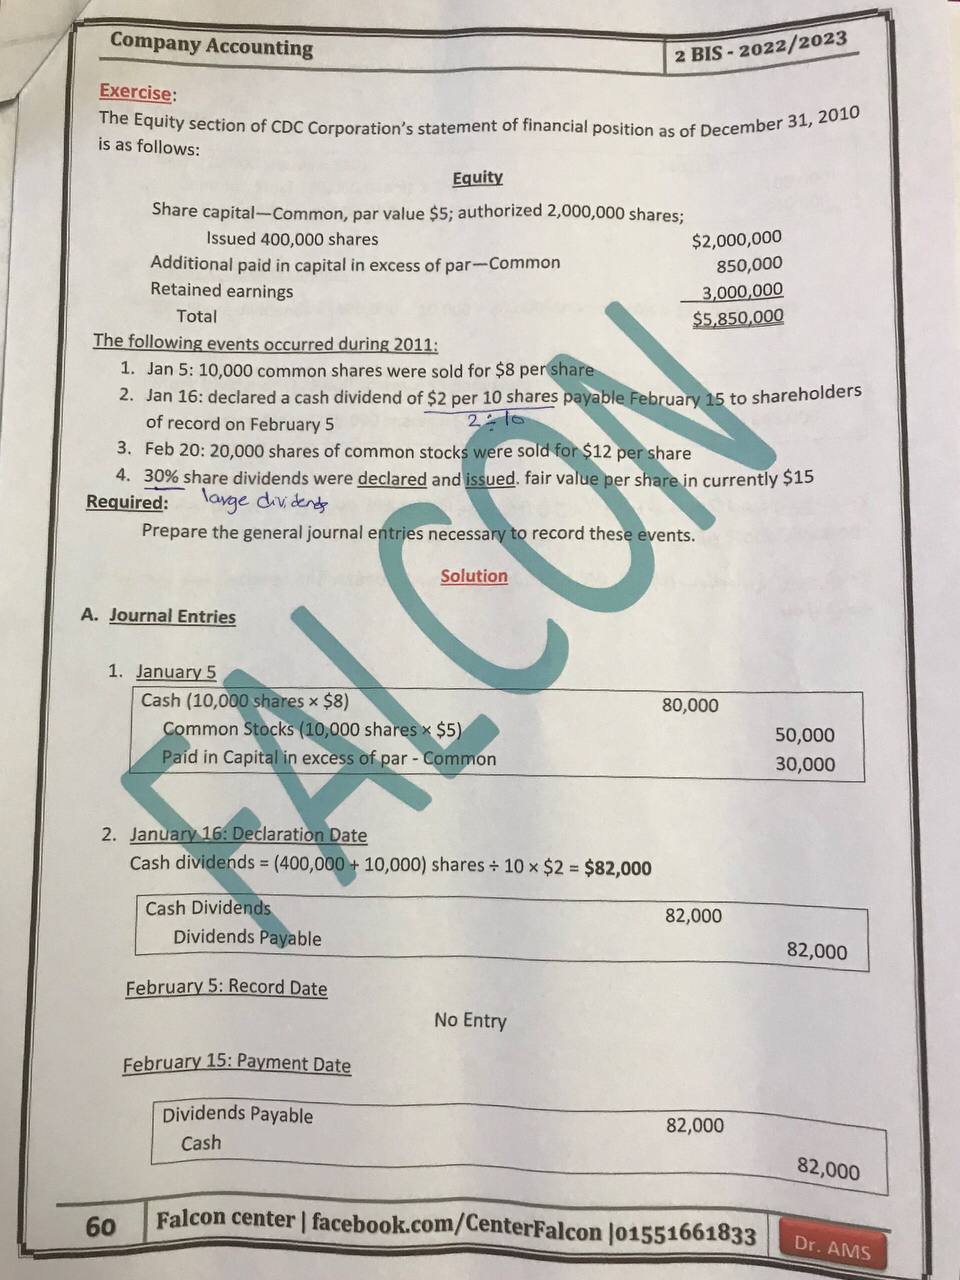 Company Accounting
2 BIS - 2022/2023
Exercise:
The Equity section of CDC Corporation's statement of financial position as of December 31, 2010
is as follows:
Equity
Share capital—Common, par value $5; authorized 2,000,000 shares;
Issued 400,000 shares $2,000,000
Additional paid in capital in excess of par—Common 850,000
Retained earnings 3,000,000
Total $5,850,000
The following events occurred during 2011:
1. Jan 5: 10,000 common shares were sold for $8 per share
2. Jan 16: declared a cash dividend of $2 per 10 shares payable February 15 to shareholders
of record on February 5
2 ÷ 10
3. Feb 20: 20,000 shares of common stocks were sold for $12 per share
4. 30% share dividends were declared and issued. fair value per share in currently $15
Required:
large dividends
Prepare the general journal entries necessary to record these events.
Solution
A. Journal Entries
1. January 5
Cash (10,000 shares × $8) 80,000
Common Stocks (10,000 shares × $5) 50,000
Paid in Capital in excess of par - Common 30,000
2. January 16: Declaration Date
Cash dividends = (400,000 + 10,000) shares ÷ 10 × $2 = $82,000
Cash Dividends 82,000
Dividends Payable 82,000
February 5: Record Date
No Entry
February 15: Payment Date
Dividends Payable 82,000
Cash 82,000
FALCON
60
Falcon center | facebook.com/CenterFalcon |01551661833
Dr. AMS